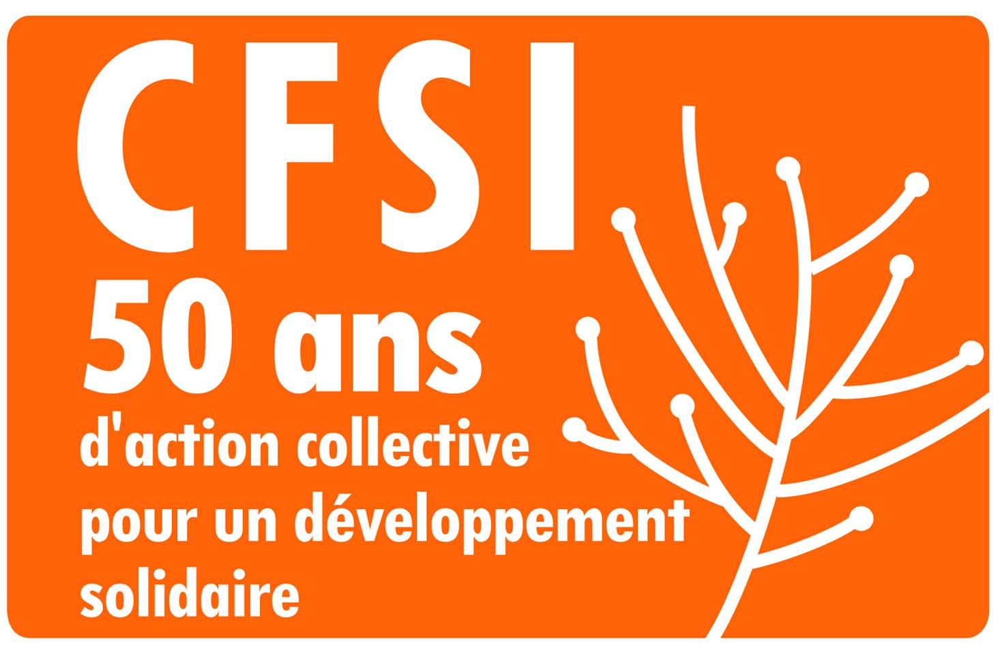 CFSI
50 ans
d'action collective
pour un développement
solidaire